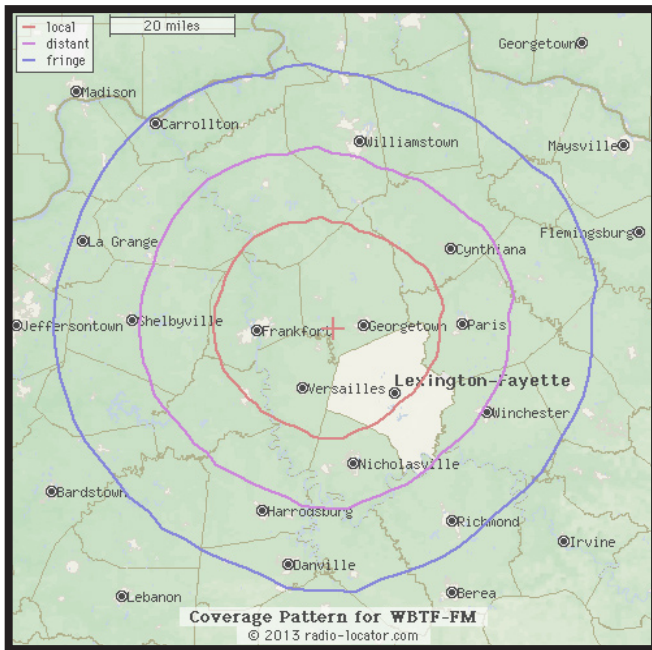 local
distant
fringe
20 miles
Georgetown
Madison
Carrollton
Williamstown
Maysville
La Grange
Cynthiana
Flemingsburg
Jeffersontown
Shelbyville
Frankfort
Georgetown
Paris
Versailles
Lexington-Fayette
Winchester
Nicholasville
Bardstown
Harrodsburg
Richmond
Irvine
Danville
Lebanon
Berea
Coverage Pattern for WBTF-FM
© 2013 radio-locator.com